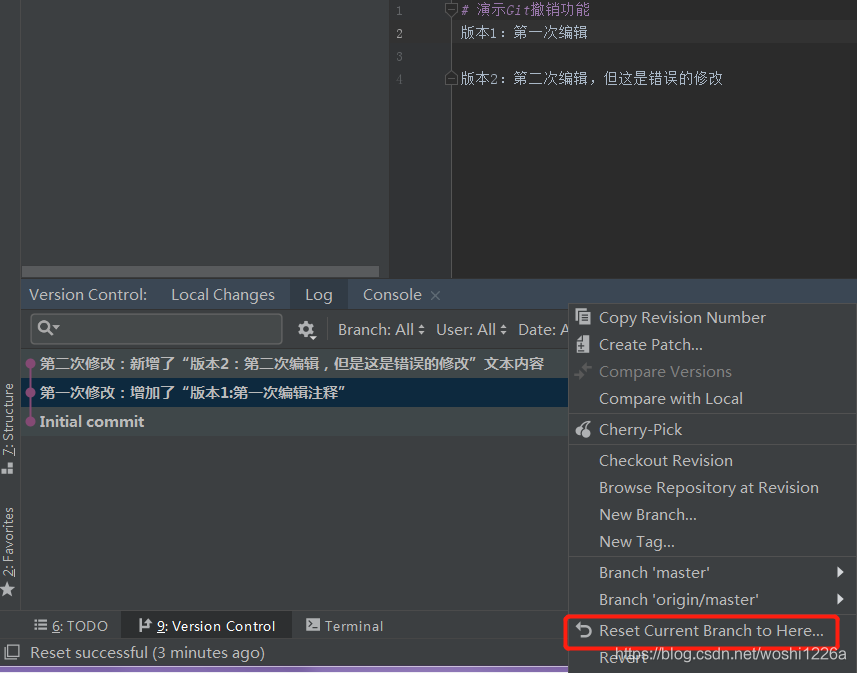 1 # 演示Git撤销功能
2 版本1：第一次编辑
3
4 版本2：第二次编辑，但这是错误的修改
Version Control: Local Changes Log Console
Branch: All User: All Date: A
第二次修改：新增了“版本2：第二次编辑，但是这是错误的修改”文本内容
第一次修改：增加了“版本1:第一次编辑注释”
Initial commit
Copy Revision Number
Create Patch...
Compare Versions
Compare with Local
Cherry-Pick
Checkout Revision
Browse Repository at Revision
New Branch...
New Tag...
Branch 'master'
Branch 'origin/master'
Reset Current Branch to Here...
Revert
https://blog.csdn.net/woshi1226a
7: Structure
2: Favorites
6: TODO 9: Version Control Terminal
Reset successful (3 minutes ago)